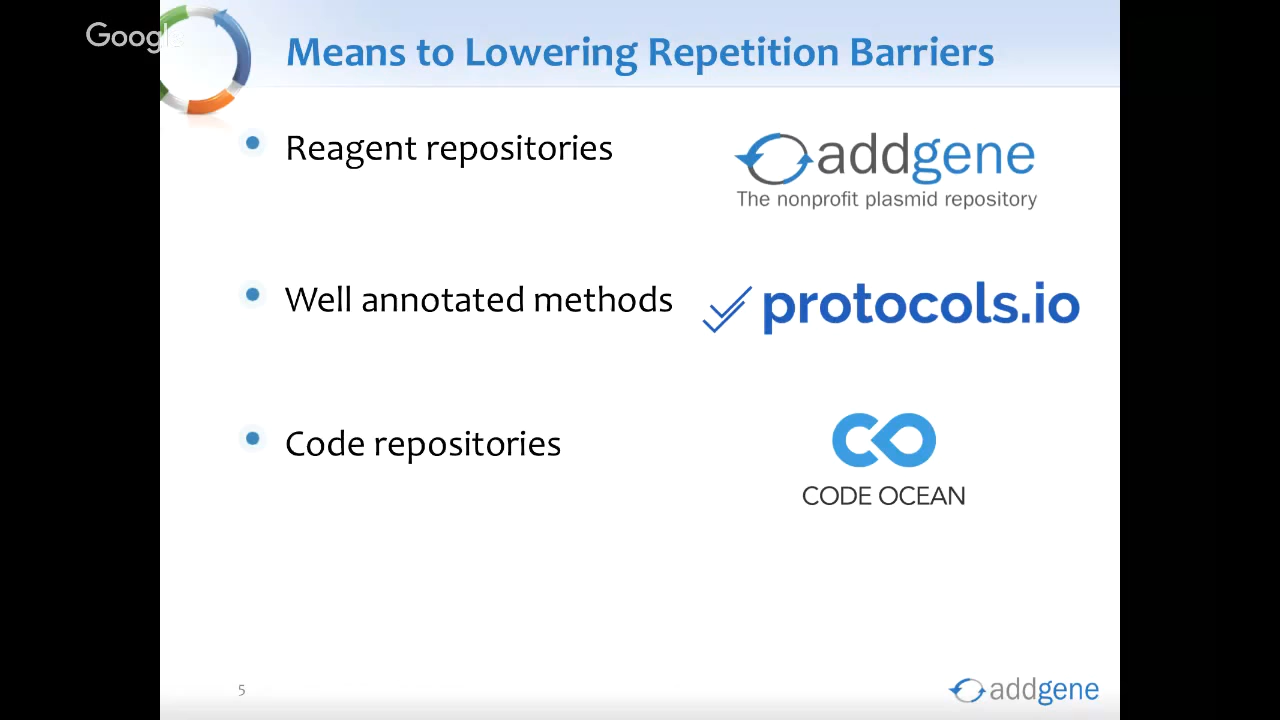 Google
Means to Lowering Repetition Barriers
Reagent repositories
addgene
The nonprofit plasmid repository
Well annotated methods
protocols.io
Code repositories
CODE OCEAN
5
addgene